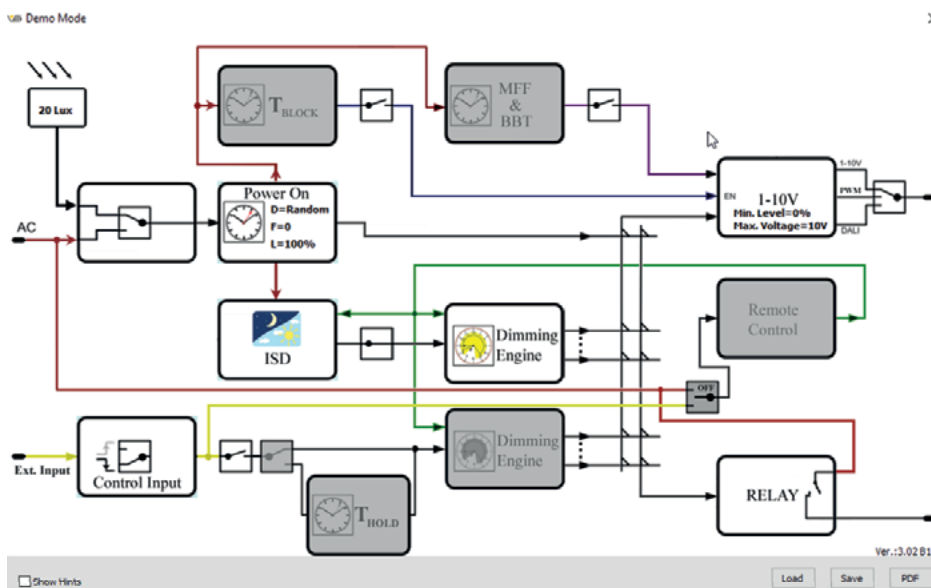 Demo Mode
20 Lux
T BLOCK
MFF
&
BBT
Power On
D=Random
F=0
L=100%
AC
EN
1-10V
Min. Level=0%
Max. Voltage=10V
1-10V
PWM
DALI
ISD
Dimming
Engine
Remote
Control
OFF
Ext. Input
Control Input
Dimming
Engine
T HOLD
RELAY
Ver.:3.02 B1
Show Hints
Load
Save
PDF